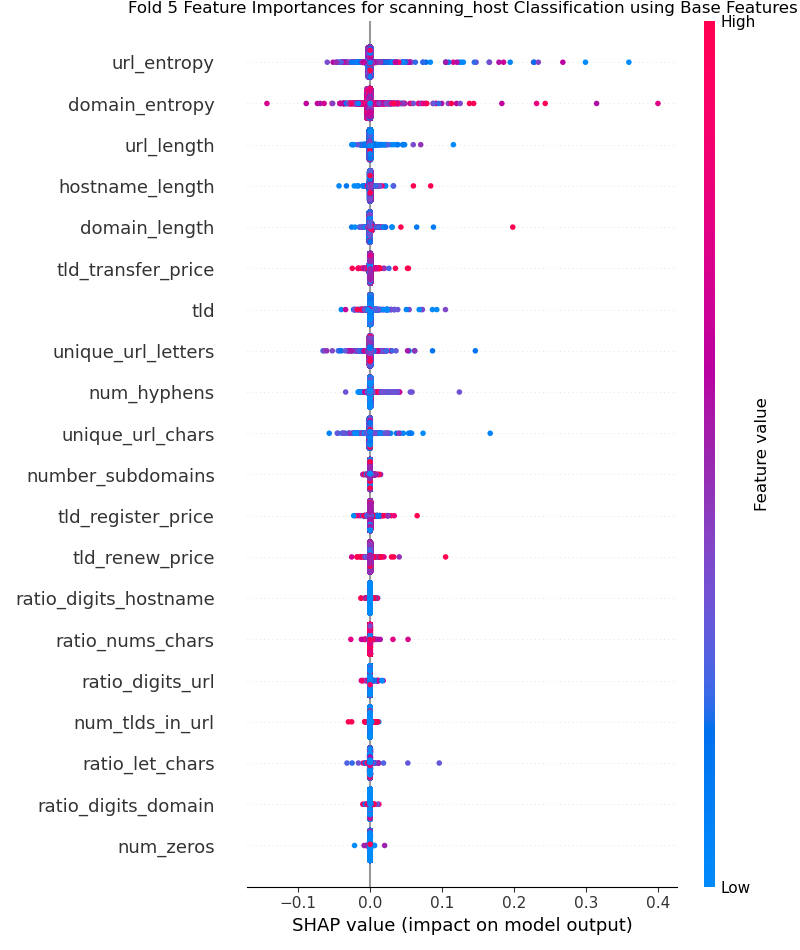 Fold 5 Feature Importances for scanning_host Classification using Base Features
High
url_entropy
domain_entropy
url_length
hostname_length
domain_length
tld_transfer_price
tld
unique_url_letters
num_hyphens
unique_url_chars
number_subdomains
tld_register_price
tld_renew_price
ratio_digits_hostname
ratio_nums_chars
ratio_digits_url
num_tlds_in_url
ratio_let_chars
ratio_digits_domain
num_zeros
Feature value
Low
−0.1 0.0 0.1 0.2 0.3 0.4
SHAP value (impact on model output)